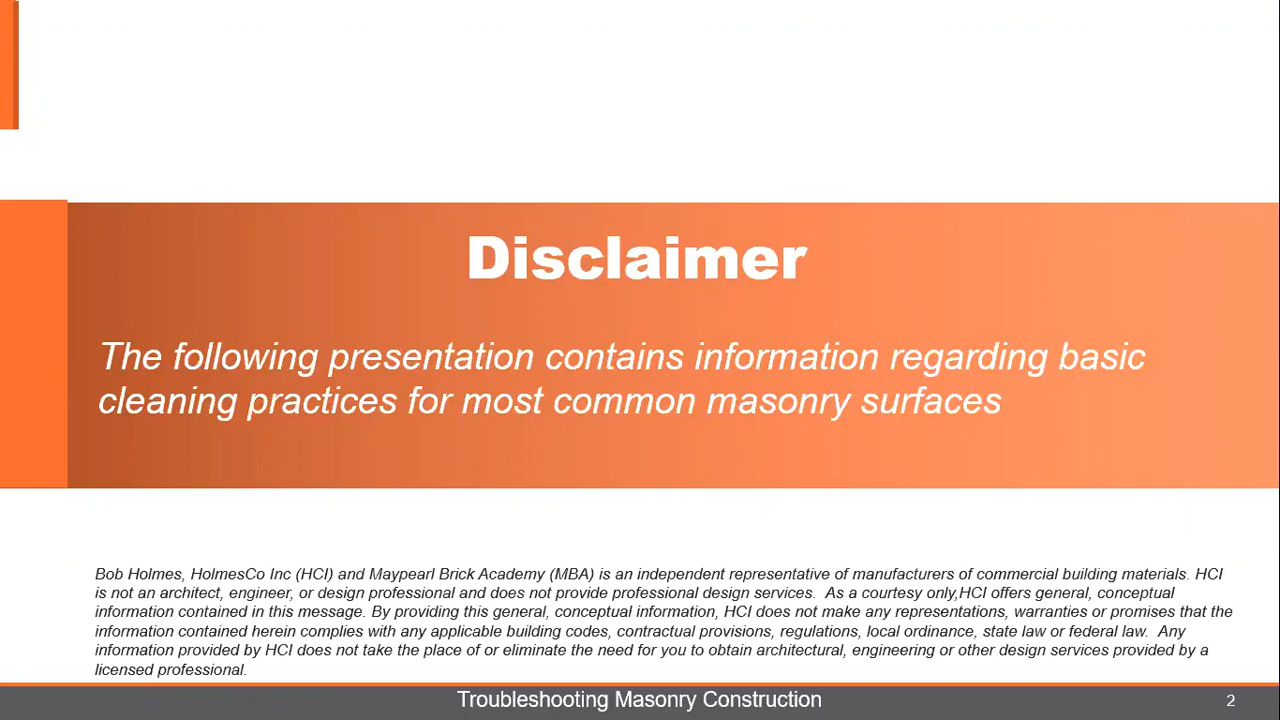 Disclaimer
The following presentation contains information regarding basic
cleaning practices for most common masonry surfaces
Bob Holmes, HolmesCo Inc (HCI) and Maypearl Brick Academy (MBA) is an independent representative of manufacturers of commercial building materials. HCI
is not an architect, engineer, or design professional and does not provide professional design services.  As a courtesy only,HCI offers general, conceptual
information contained in this message. By providing this general, conceptual information, HCI does not make any representations, warranties or promises that the
information contained herein complies with any applicable building codes, contractual provisions, regulations, local ordinance, state law or federal law.  Any
information provided by HCI does not take the place of or eliminate the need for you to obtain architectural, engineering or other design services provided by a
licensed professional.
Troubleshooting Masonry Construction
2